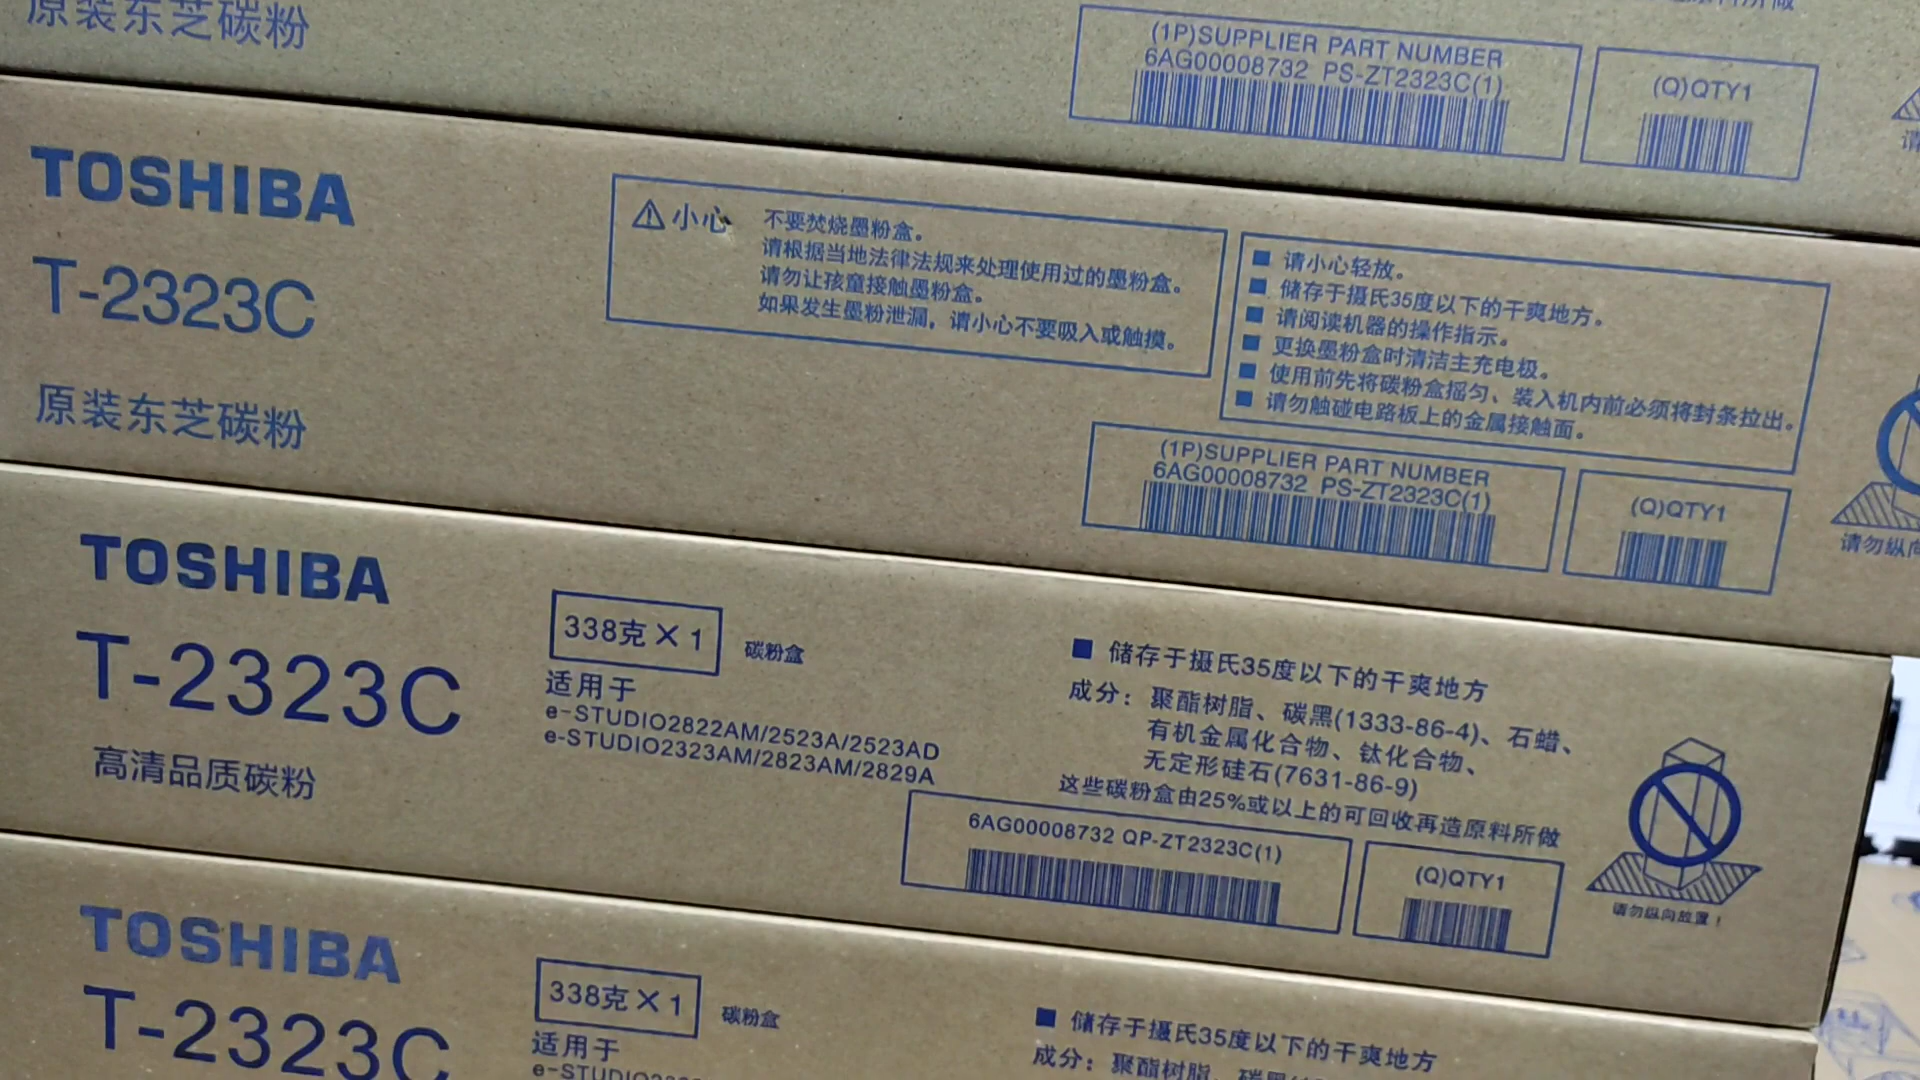 原装东芝碳粉
(1P)SUPPLIER PART NUMBER
6AG00008732 PS-ZT2323C(1)
(Q)QTY1
TOSHIBA
T-2323C
原装东芝碳粉
小心
不要焚烧墨粉盒。
请根据当地法律法规来处理使用过的墨粉盒。
请勿让孩童接触墨粉盒。
如果发生墨粉泄漏，请小心不要吸入或触摸。
■ 请小心轻放。
■ 储存于摄氏35度以下的干爽地方。
■ 请阅读机器的操作指示。
■ 更换墨粉盒时清洁主充电极。
■ 使用前先将碳粉盒摇匀、装入机内前必须将封条拉出。
■ 请勿触碰电路板上的金属接触面。
(1P)SUPPLIER PART NUMBER
6AG00008732 PS-ZT2323C(1)
(Q)QTY1
请勿纵向
TOSHIBA
T-2323C
高清品质碳粉
338克×1
碳粉盒
适用于
e-STUDIO2822AM/2523A/2523AD
e-STUDIO2323AM/2823AM/2829A
■ 储存于摄氏35度以下的干爽地方
成分：聚酯树脂、碳黑(1333-86-4)、石蜡、
有机金属化合物、钛化合物、
无定形硅石(7631-86-9)
这些碳粉盒由25%或以上的可回收再造原料所做
6AG00008732 QP-ZT2323C(1)
(Q)QTY1
请勿纵向放置！
TOSHIBA
T-2323C
338克×1
碳粉盒
适用于
■ 储存于摄氏35度以下的干爽地方
成分：聚酯树脂、碳黑